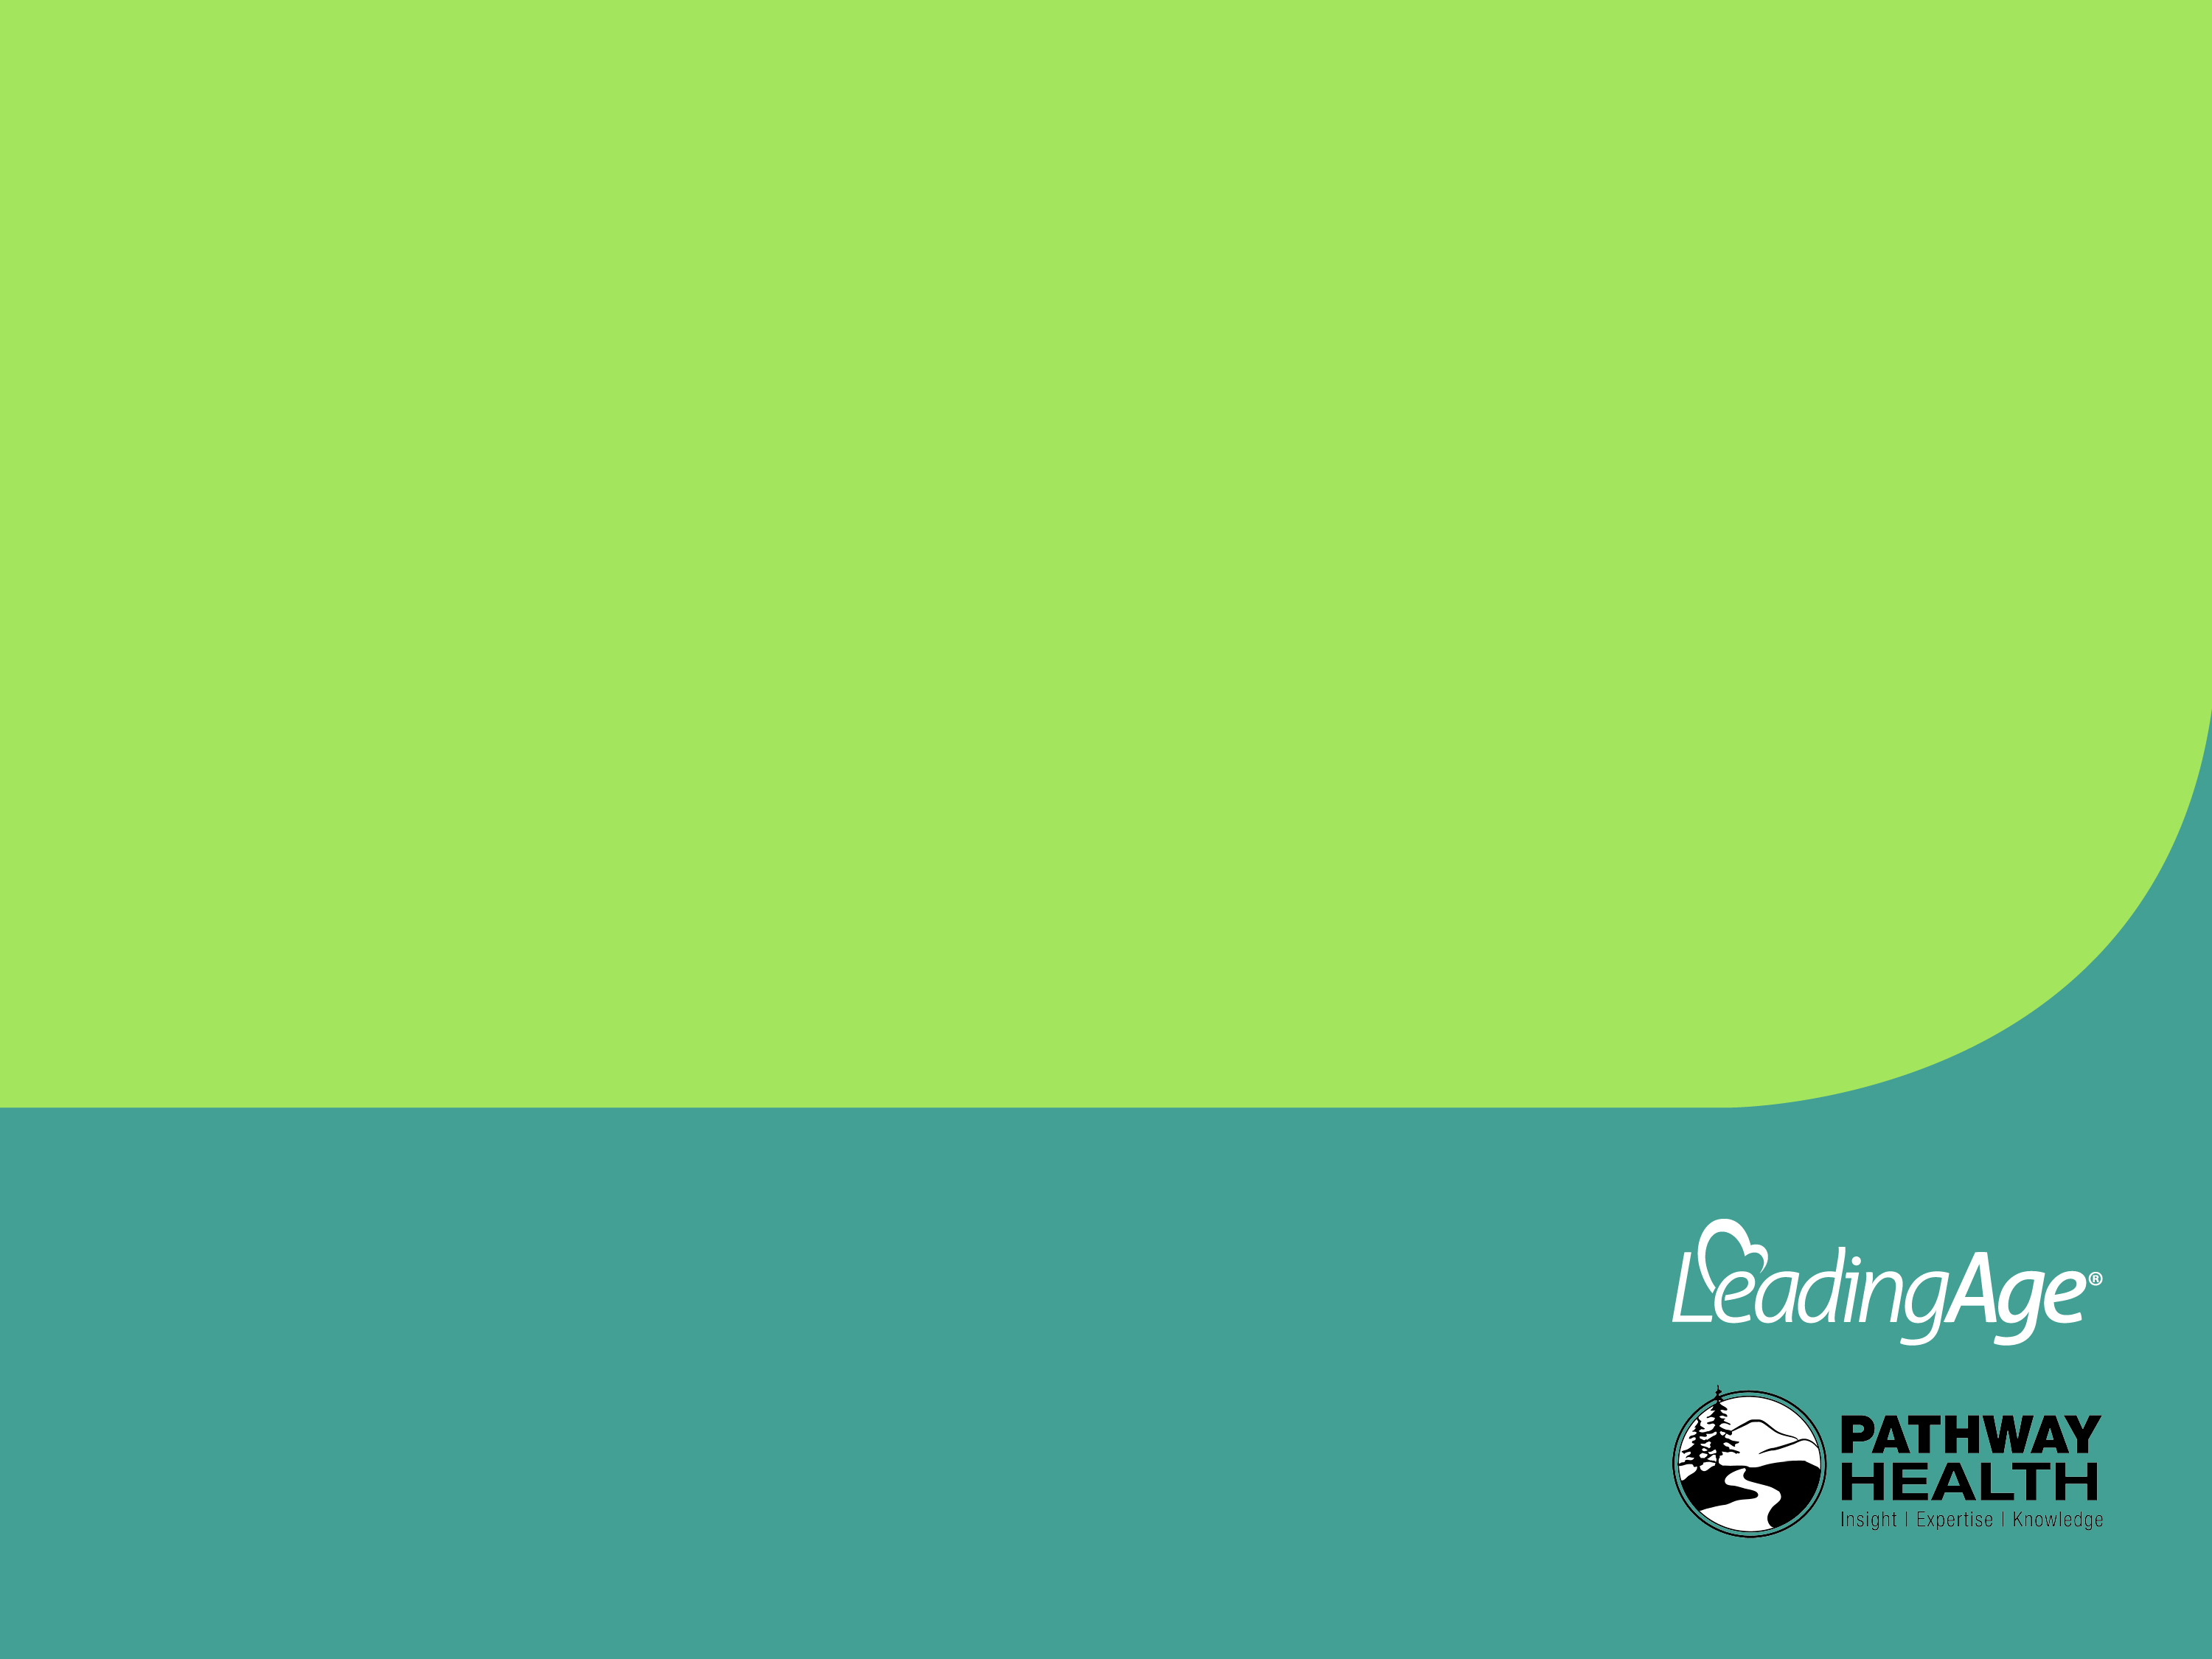 LeadingAge®
PATHWAY
HEALTH
Insight | Expertise | Knowledge